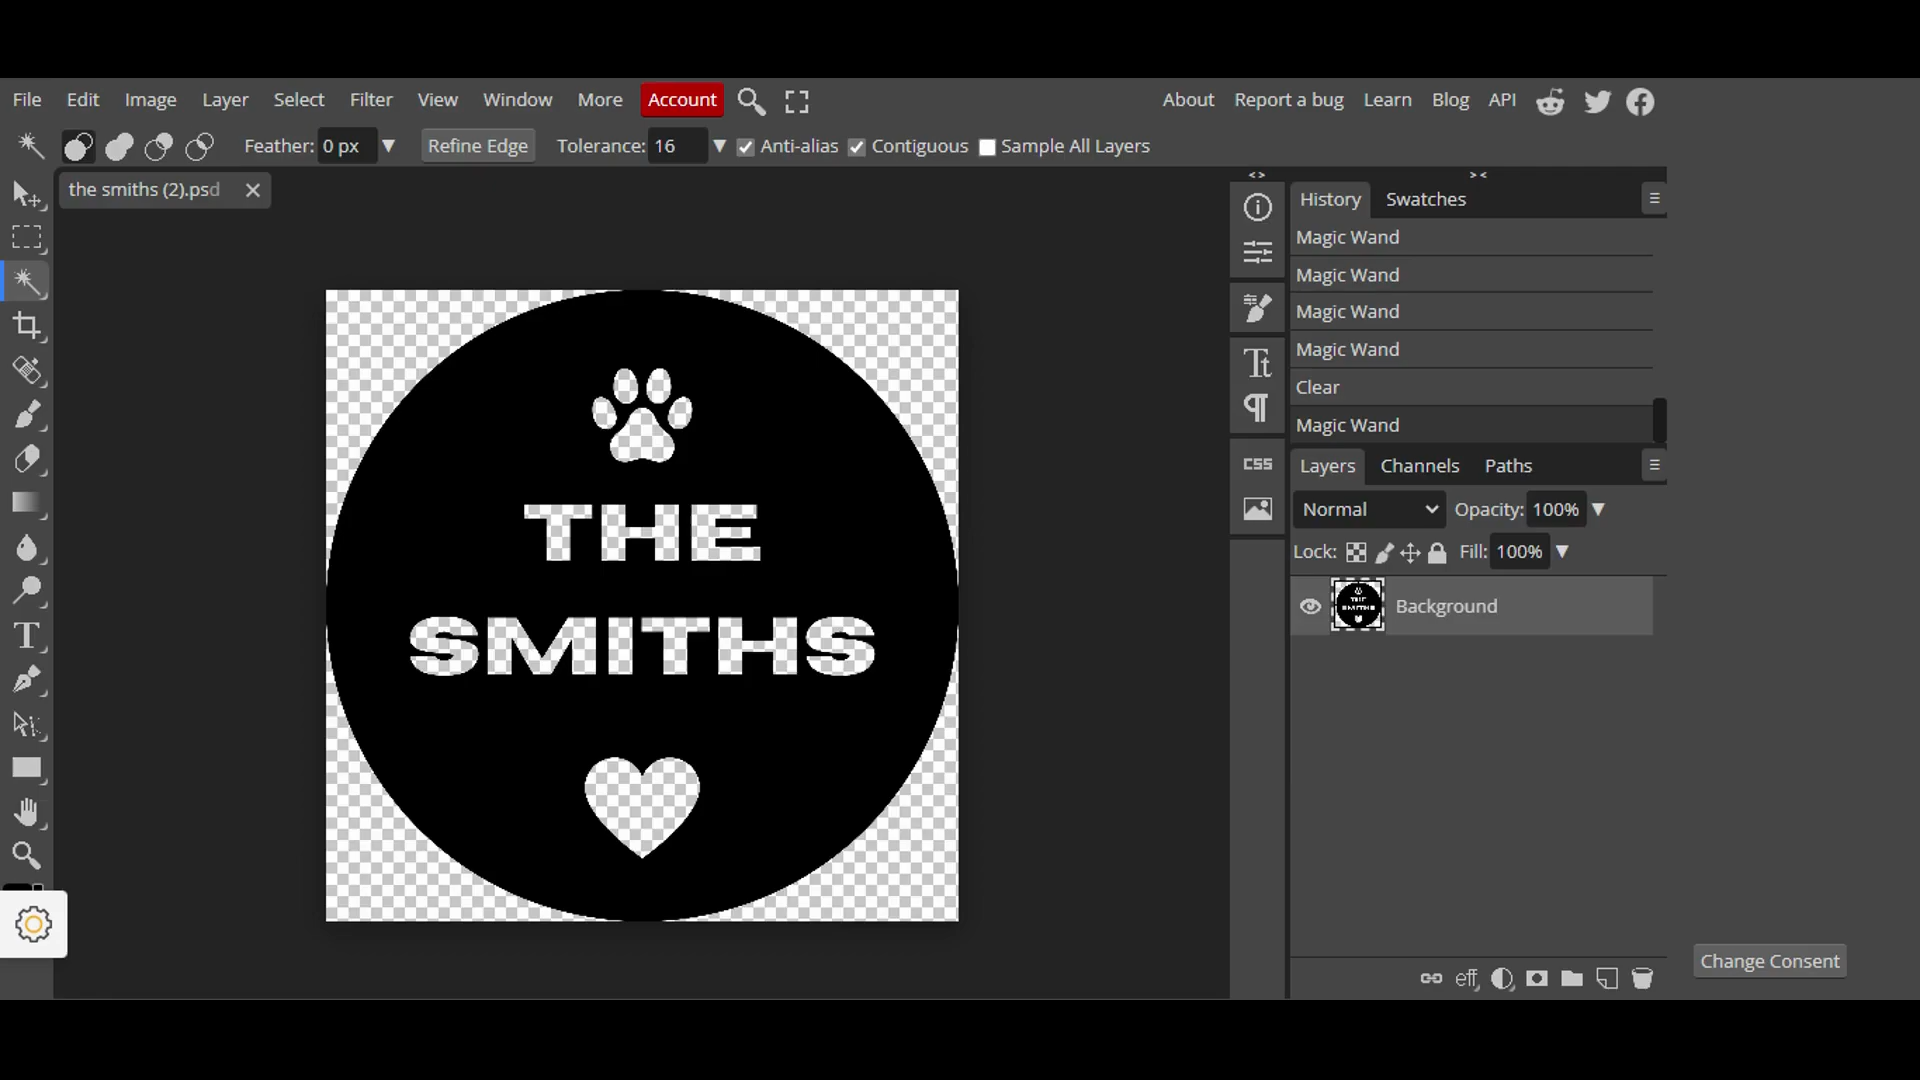 File Edit Image Layer Select Filter View Window More Account About Report a bug Learn Blog API
Feather: 0 px Refine Edge Tolerance: 16 Anti-alias Contiguous Sample All Layers
the smiths (2).psd
THE
SMITHS
History Swatches
Magic Wand
Magic Wand
Magic Wand
Magic Wand
Clear
Magic Wand
Layers Channels Paths
Normal Opacity: 100%
Lock: Fill: 100%
Background
CSS
eff
Change Consent